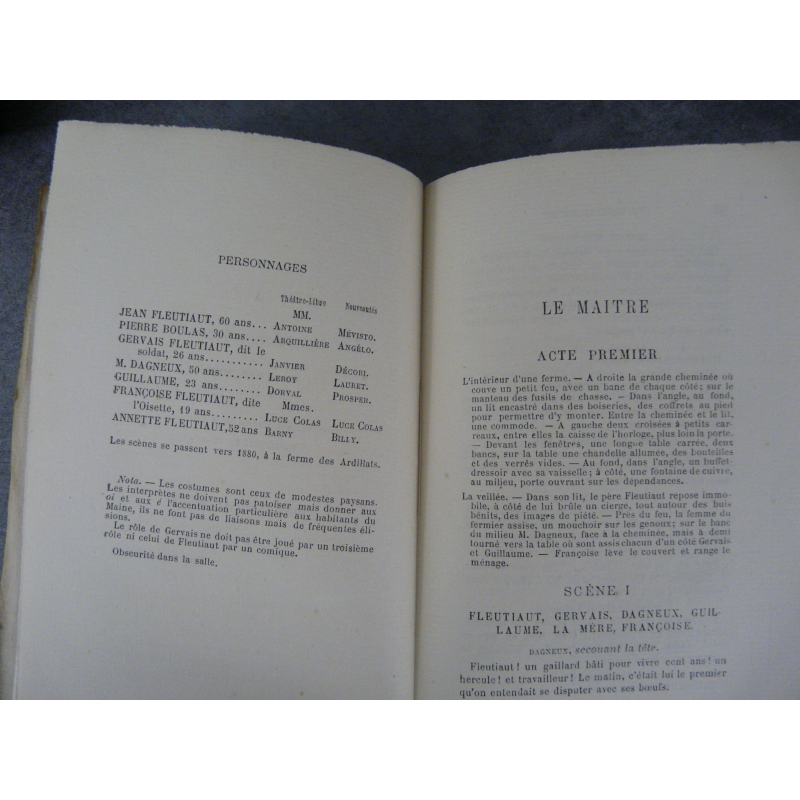 PERSONNAGES
Théâtre-Libre Nouveautés
MM.
JEAN FLEUTIAUT, 60 ans... ANTOINE MÉVISTO.
PIERRE BOULAS, 30 ans.... ARQUILLIÈRE ANGÉLO.
GERVAIS FLEUTIAUT, dit le
soldat, 26 ans........... JANVIER DÉCORI.
M. DAGNEUX, 50 ans........ LEROY LAURET.
GUILLAUME, 23 ans........ DORVAL PROSPER.
FRANÇOISE FLEUTIAUT, dite Mmes.
l'Oisette, 19 ans.......... LUCE COLAS LUCE COLAS
ANNETTE FLEUTIAUT, 52 ans BARNY BILLY.
Les scènes se passent vers 1880, à la ferme des Ardillats.
Nota. — Les costumes sont ceux de modestes paysans.
Les interprètes ne doivent pas patoiser mais donner aux
oi et aux é l'accentuation particulière aux habitants du
Maine, ils ne font pas de liaisons mais de fréquentes éli-
sions.
Le rôle de Gervais ne doit pas être joué par un troisième
rôle ni celui de Fleutiaut par un comique.
Obscurité dans la salle.
LE MAITRE
ACTE PREMIER
L'intérieur d'une ferme. — A droite la grande cheminée où
couve un petit feu, avec un banc de chaque côté; sur le
manteau des fusils de chasse. — Dans l'angle, au fond,
un lit encastré dans des boiseries, des coffrets au pied
pour permettre d'y monter. Entre la cheminée et le lit,
une commode. — A gauche deux croisées à petits car-
reaux, entre elles la caisse de l'horloge, plus loin la porte.
— Devant les fenêtres, une longue table carrée, deux
bancs, sur la table une chandelle allumée, des bouteilles
et des verres vides. — Au fond, dans l'angle, un buffet-
dressoir avec sa vaisselle; à côté, une fontaine de cuivre,
au milieu, porte ouvrant sur les dépendances.
La veillée. — Dans son lit, le père Fleutiaut repose immo-
bile, à côté de lui brûle un cierge, tout autour des buis
bénits, des images de piété. — Près du feu, la femme du
fermier assise, un mouchoir sur les genoux; sur le banc
du milieu M. Dagneux, face à la cheminée, mais à demi
tourné vers la table où sont assis chacun d'un côté Gervais
et Guillaume. — Françoise lève le couvert et range le
ménage.
SCÈNE I
FLEUTIAUT, GERVAIS, DAGNEUX, GUIL-
LAUME, LA MÈRE, FRANÇOISE.
DAGNEUX, secouant la tête.
Fleutiaut! un gaillard bâti pour vivre cent ans! un
hercule! et travailleur! Le matin, c'était lui le premier
qu'on entendait se disputer avec ses bœufs.